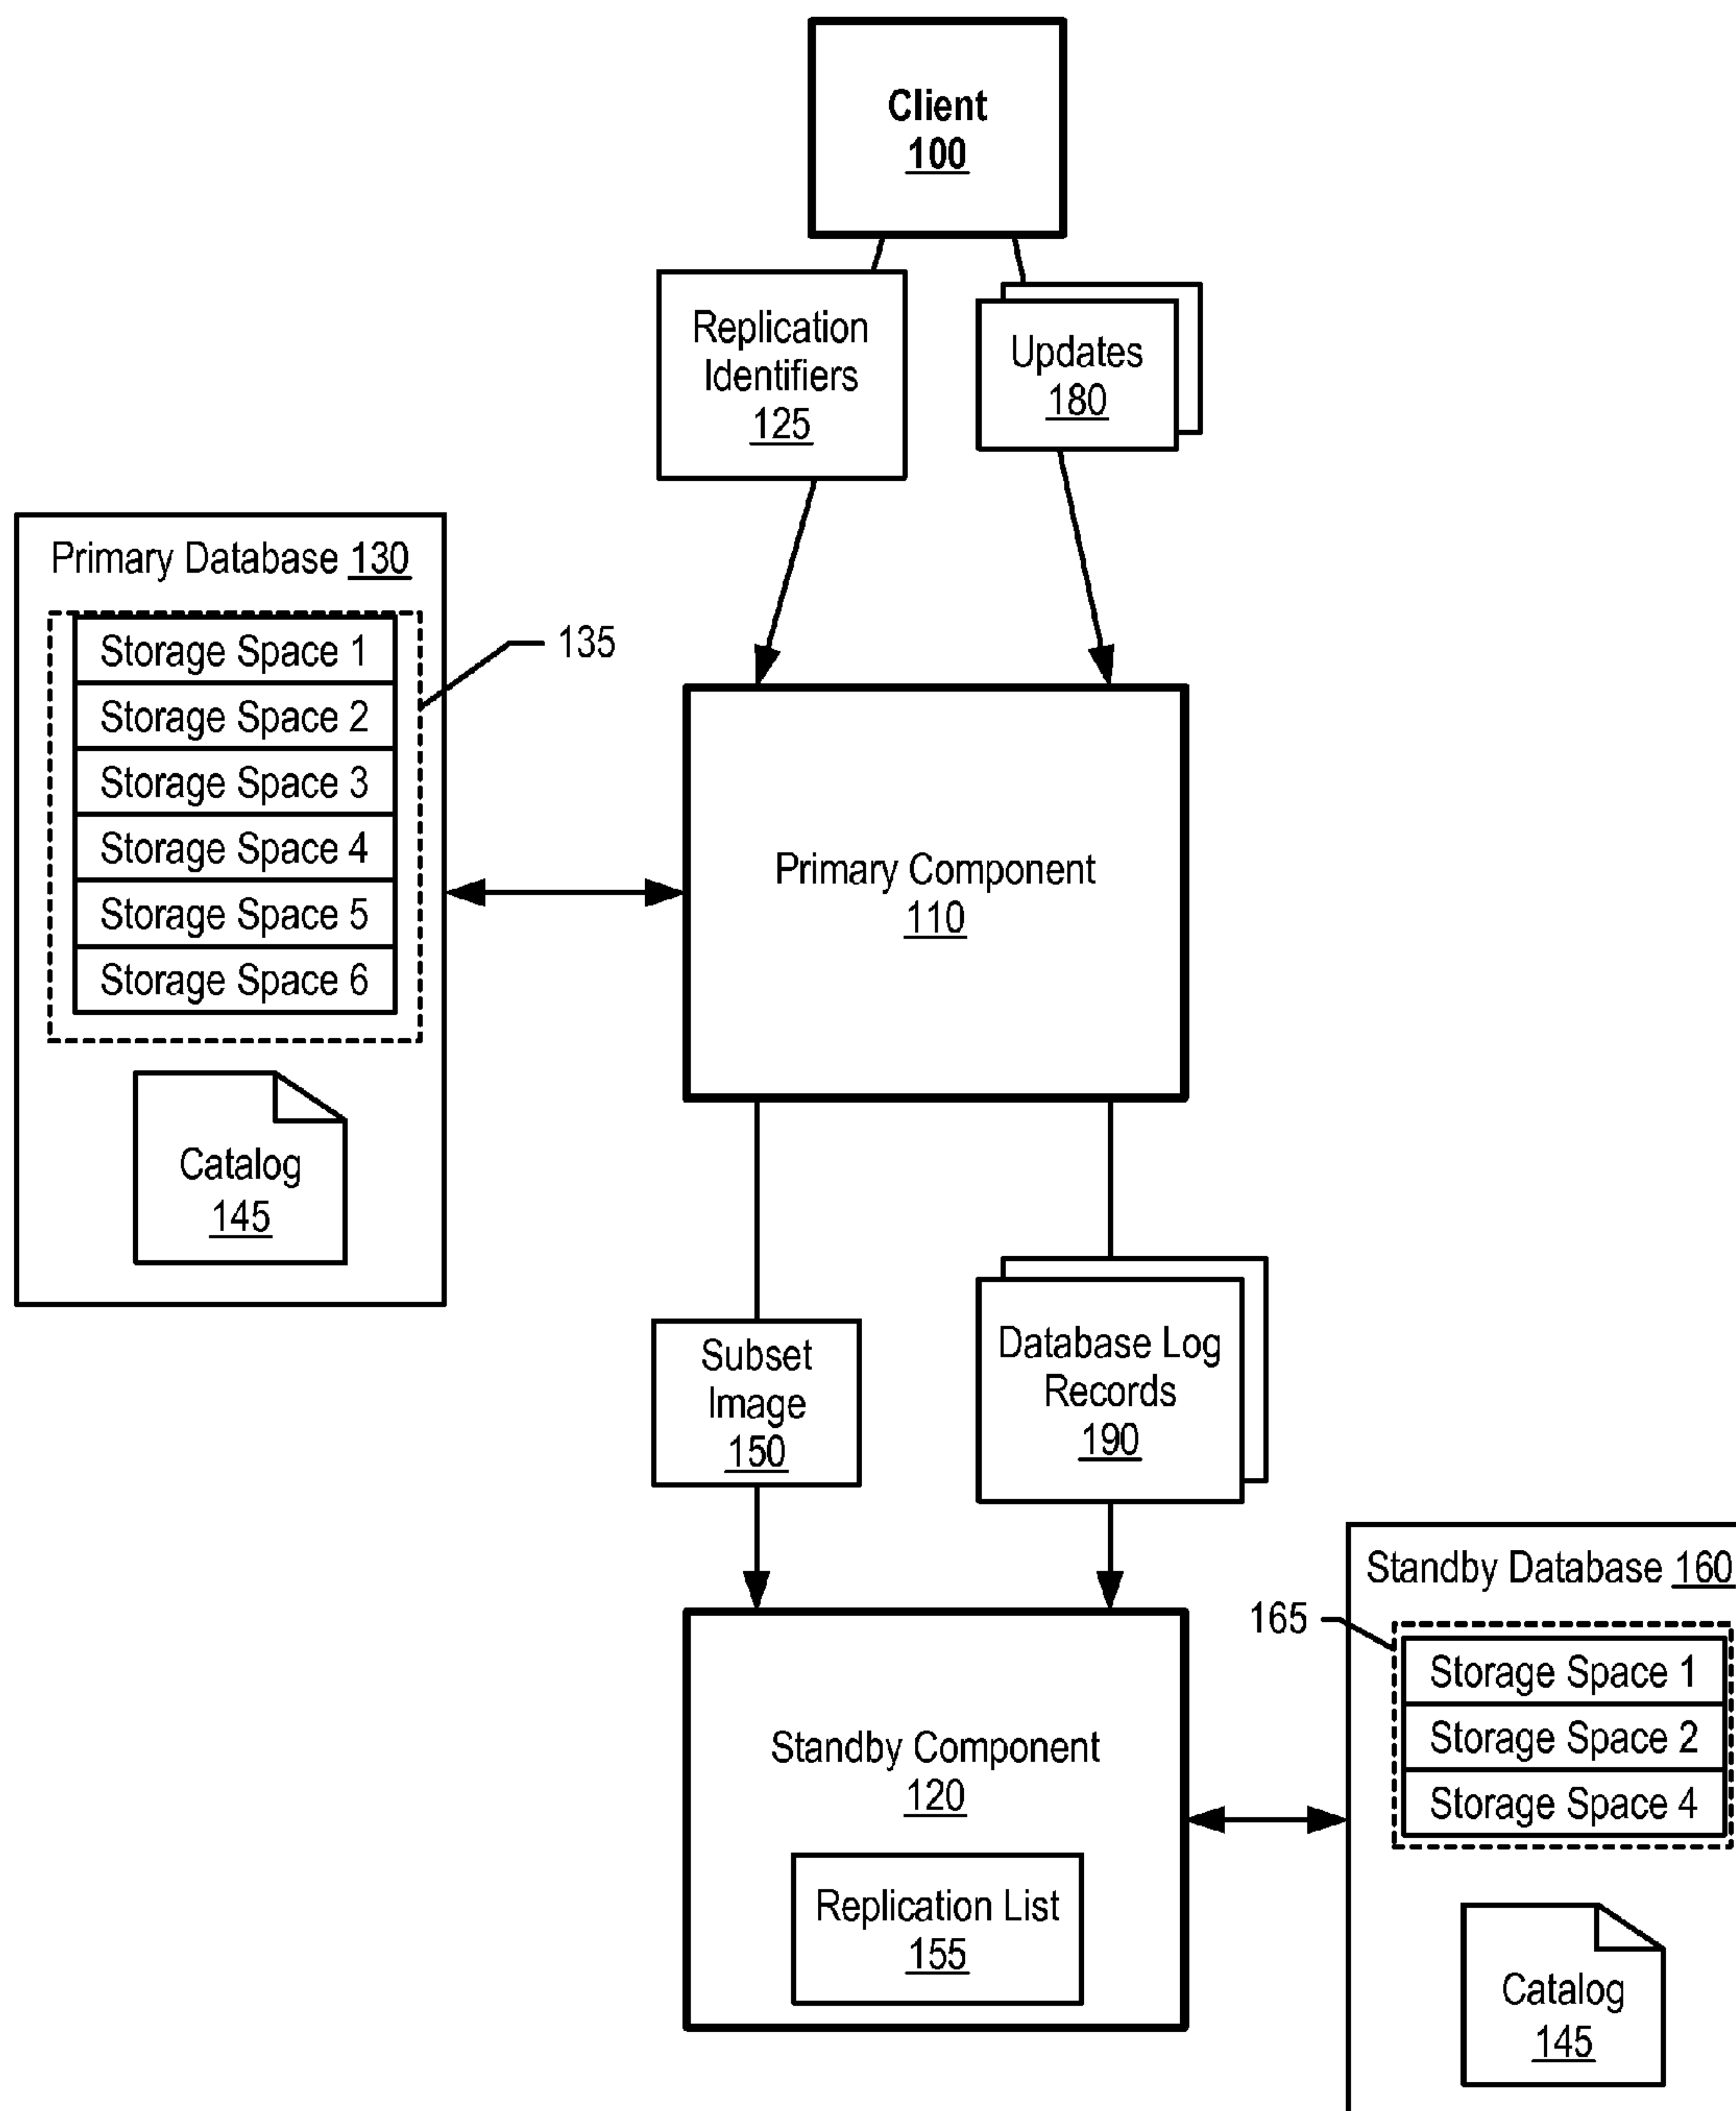 Client
100
Replication
Identifiers
125
Updates
180
Primary Database 130
Storage Space 1
Storage Space 2
Storage Space 3
Storage Space 4
Storage Space 5
Storage Space 6
135
Catalog
145
Primary Component
110
Subset
Image
150
Database Log
Records
190
Standby Component
120
Replication List
155
Standby Database 160
165
Storage Space 1
Storage Space 2
Storage Space 4
Catalog
145